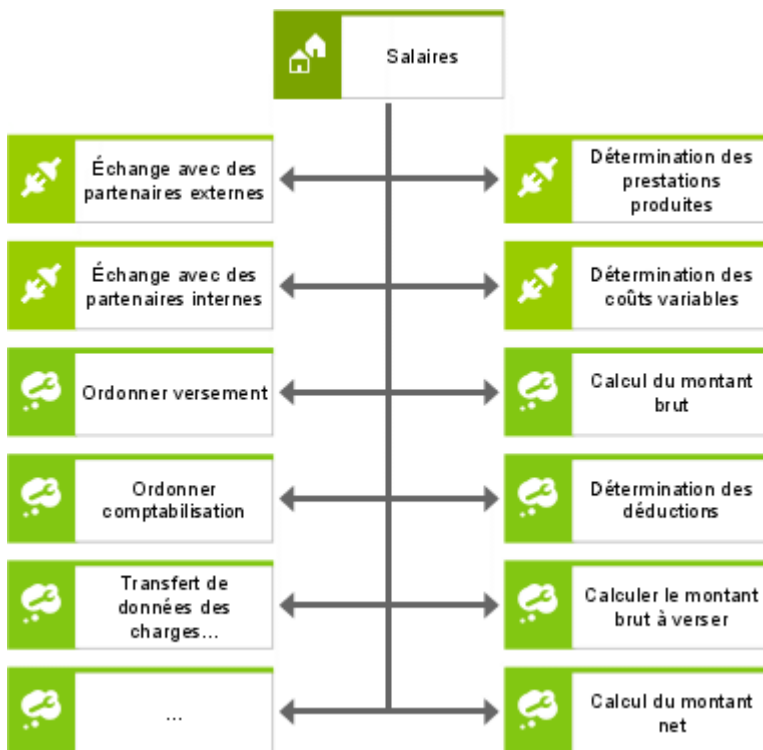 Salaires
Échange avec des
partenaires externes
Détermination des
prestations
produites
Échange avec des
partenaires internes
Détermination des
coûts variables
Ordonner versement
Calcul du montant
brut
Ordonner
comptabilisation
Détermination des
déductions
Transfert de
données des
charges...
Calculer le montant
brut à verser
...
Calcul du montant
net